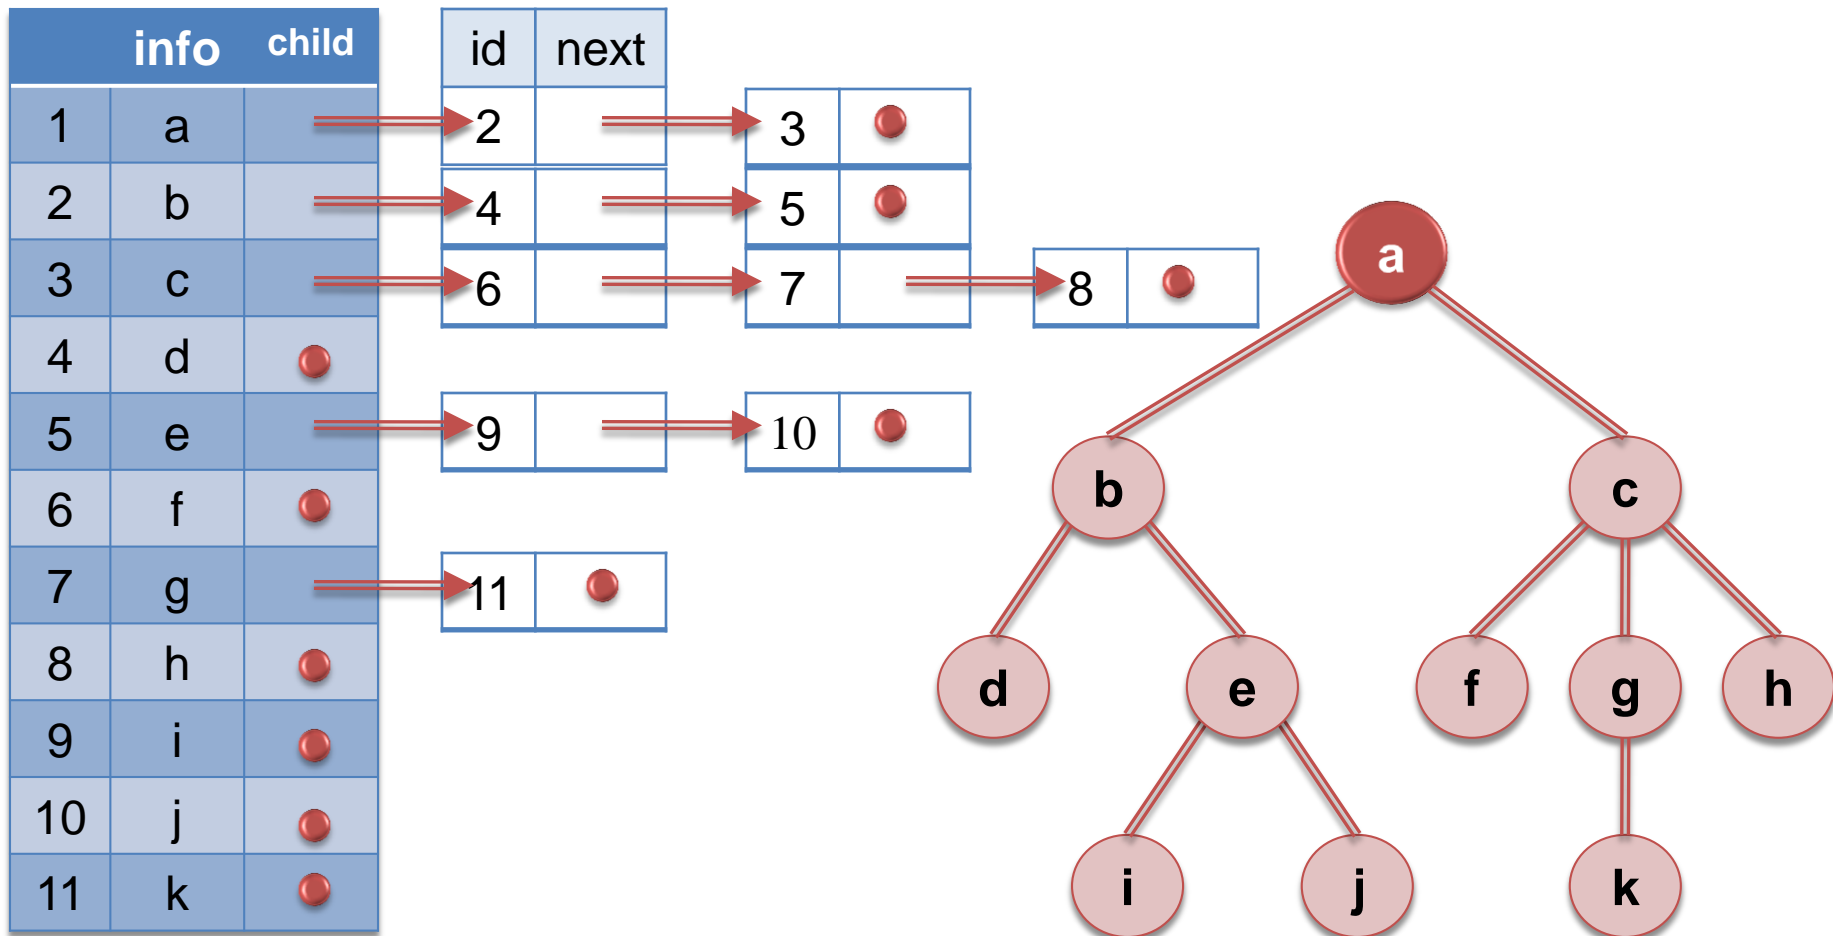 info child
1 a
2 b
3 c
4 d
5 e
6 f
7 g
8 h
9 i
10 j
11 k
id next
2 3
4 5
6 7 8
9 10
11
a
b c
d e f g h
i j k